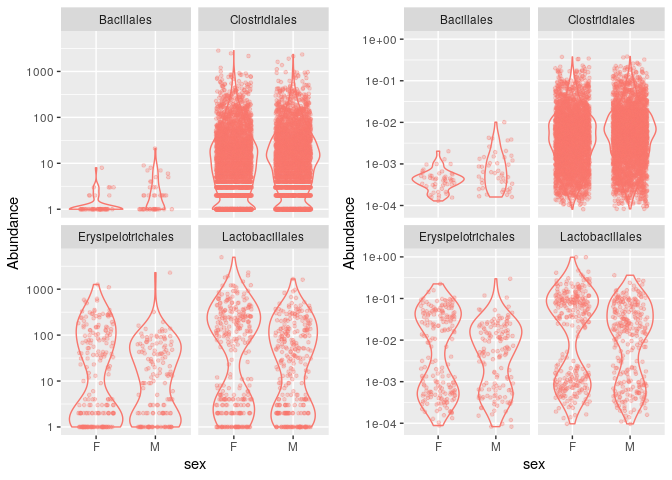 Bacillales Clostridiales
1000
100
10
1
Erysipelotrichales Lactobacillales
1000
100
10
1
F M F M
sex
Abundance
Bacillales Clostridiales
1e+00
1e-01
1e-02
1e-03
1e-04
Erysipelotrichales Lactobacillales
1e+00
1e-01
1e-02
1e-03
1e-04
F M F M
sex
Abundance